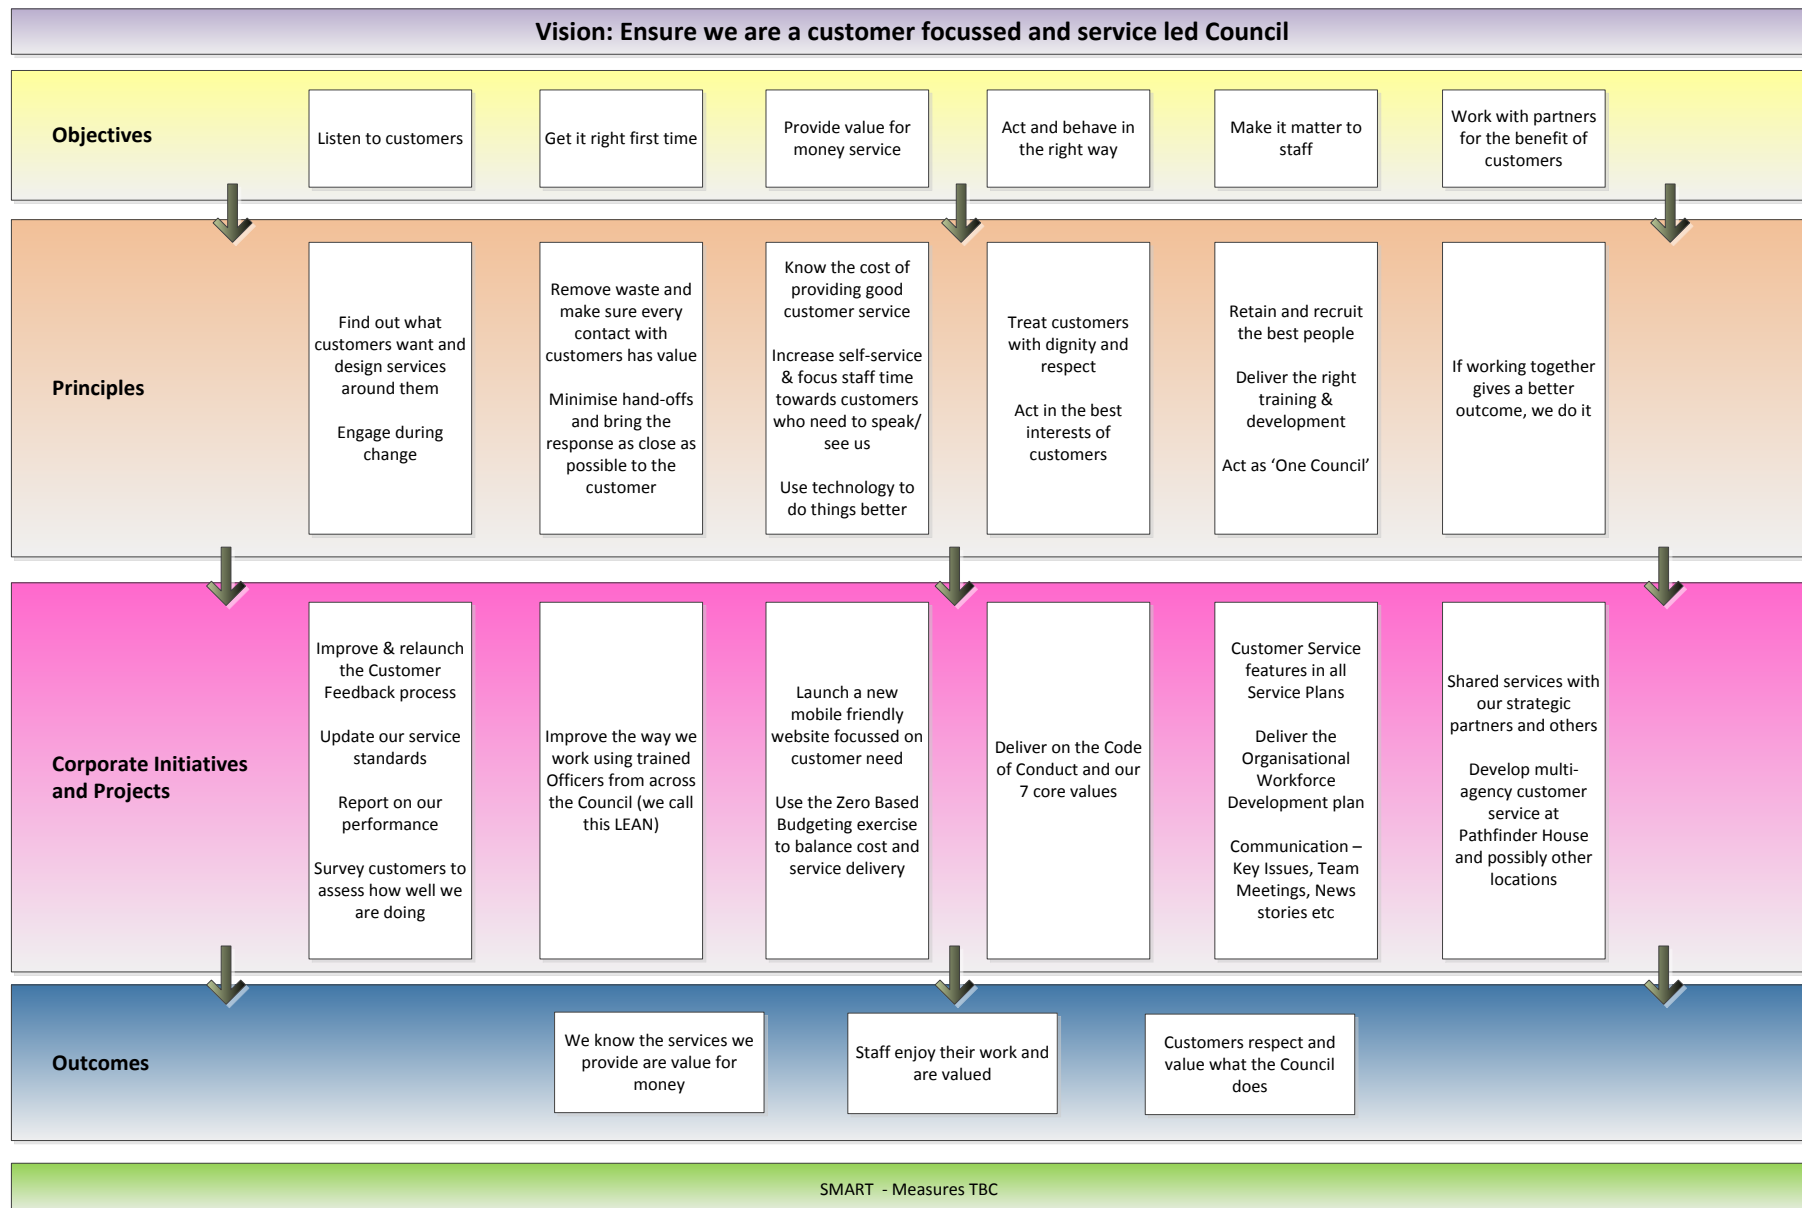 Vision: Ensure we are a customer focussed and service led Council
Objectives
Listen to customers
Get it right first time
Provide value for
money service
Act and behave in
the right way
Make it matter to
staff
Work with partners
for the benefit of
customers
Principles
Find out what
customers want and
design services
around them
Engage during
change
Remove waste and
make sure every
contact with
customers has value
Minimise hand-offs
and bring the
response as close as
possible to the
customer
Know the cost of
providing good
customer service
Increase self-service
& focus staff time
towards customers
who need to speak/
see us
Use technology to
do things better
Treat customers
with dignity and
respect
Act in the best
interests of
customers
Retain and recruit
the best people
Deliver the right
training &
development
Act as ‘One Council’
If working together
gives a better
outcome, we do it
Corporate Initiatives
and Projects
Improve & relaunch
the Customer
Feedback process
Update our service
standards
Report on our
performance
Survey customers to
assess how well we
are doing
Improve the way we
work using trained
Officers from across
the Council (we call
this LEAN)
Launch a new
mobile friendly
website focussed on
customer need
Use the Zero Based
Budgeting exercise
to balance cost and
service delivery
Deliver on the Code
of Conduct and our
7 core values
Customer Service
features in all
Service Plans
Deliver the
Organisational
Workforce
Development plan
Communication –
Key Issues, Team
Meetings, News
stories etc
Shared services with
our strategic
partners and others
Develop multi-
agency customer
service at
Pathfinder House
and possibly other
locations
Outcomes
We know the services we
provide are value for
money
Staff enjoy their work and
are valued
Customers respect and
value what the Council
does
SMART  - Measures TBC